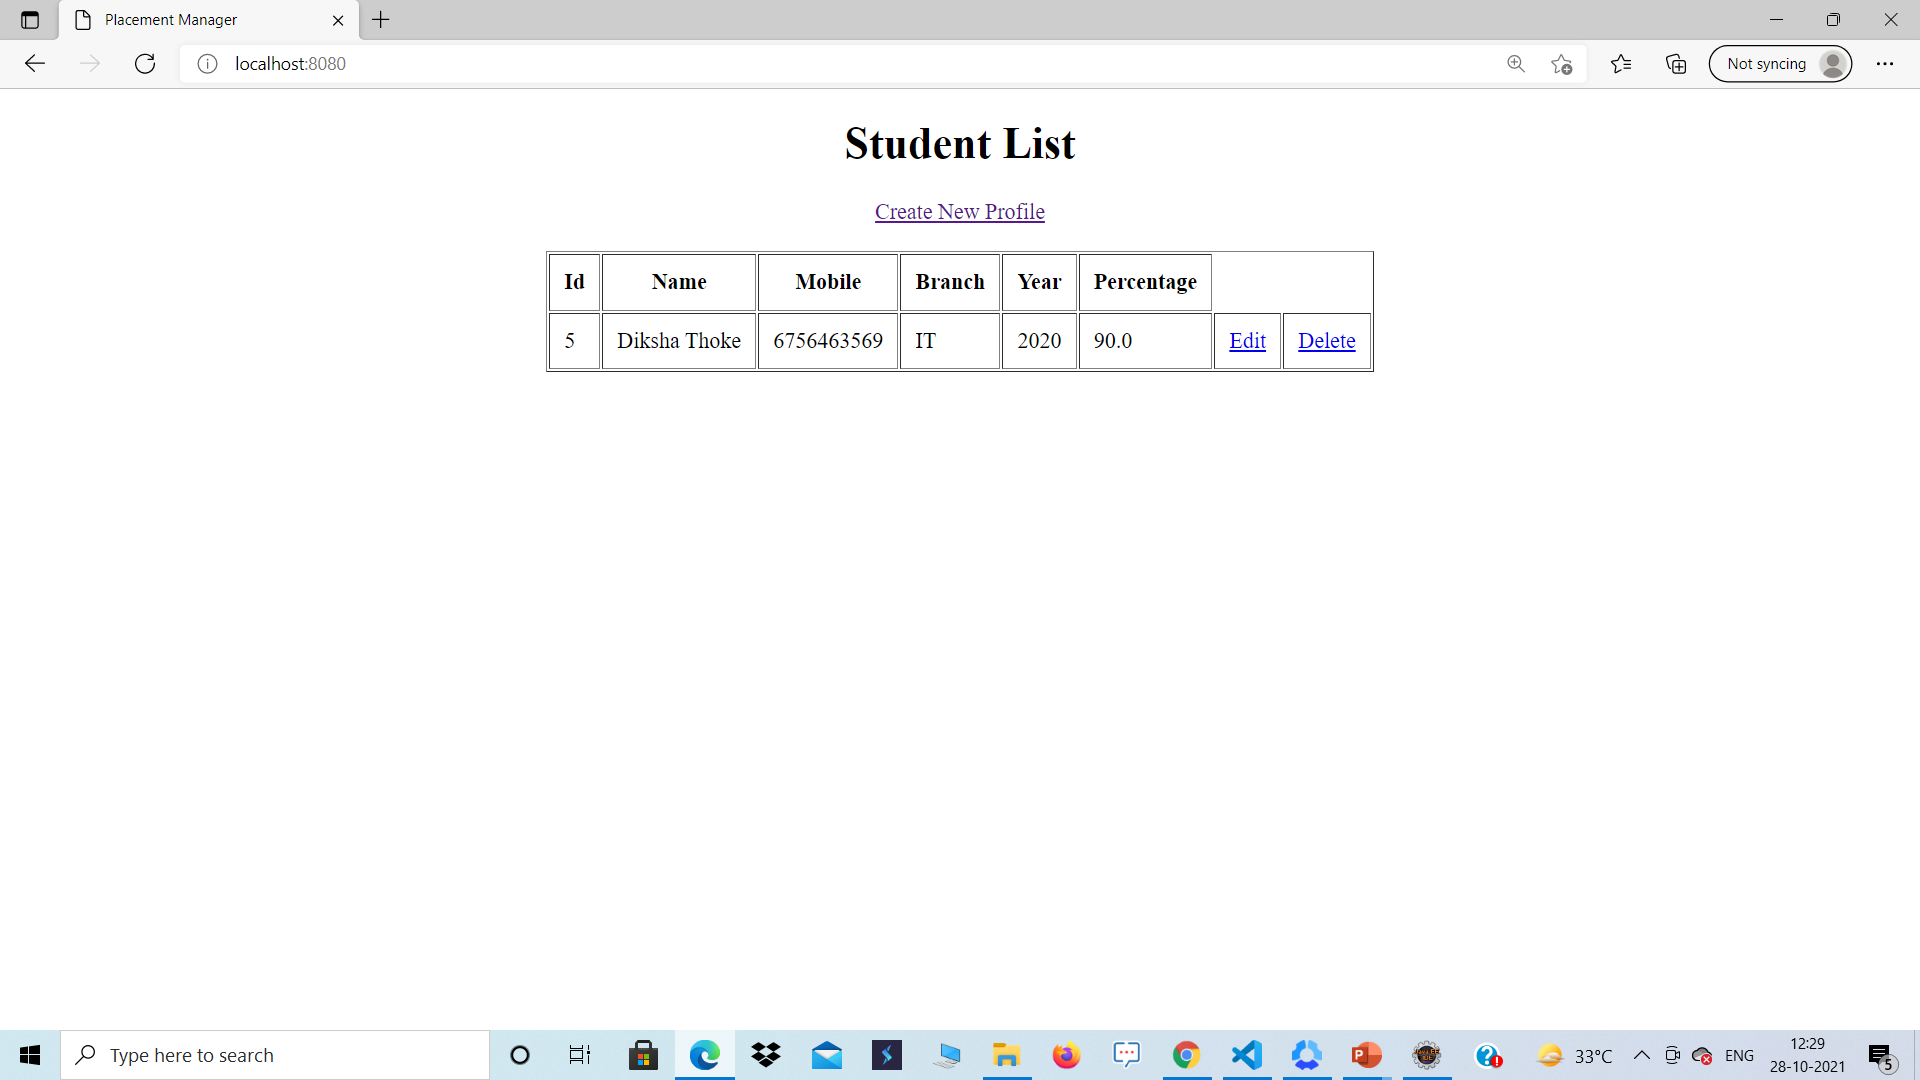 Placement Manager
localhost:8080
Not syncing
Student List
Create New Profile
Id Name Mobile Branch Year Percentage
5 Diksha Thoke 6756463569 IT 2020 90.0 Edit Delete
Type here to search
33°C
ENG
12:29
28-10-2021
5